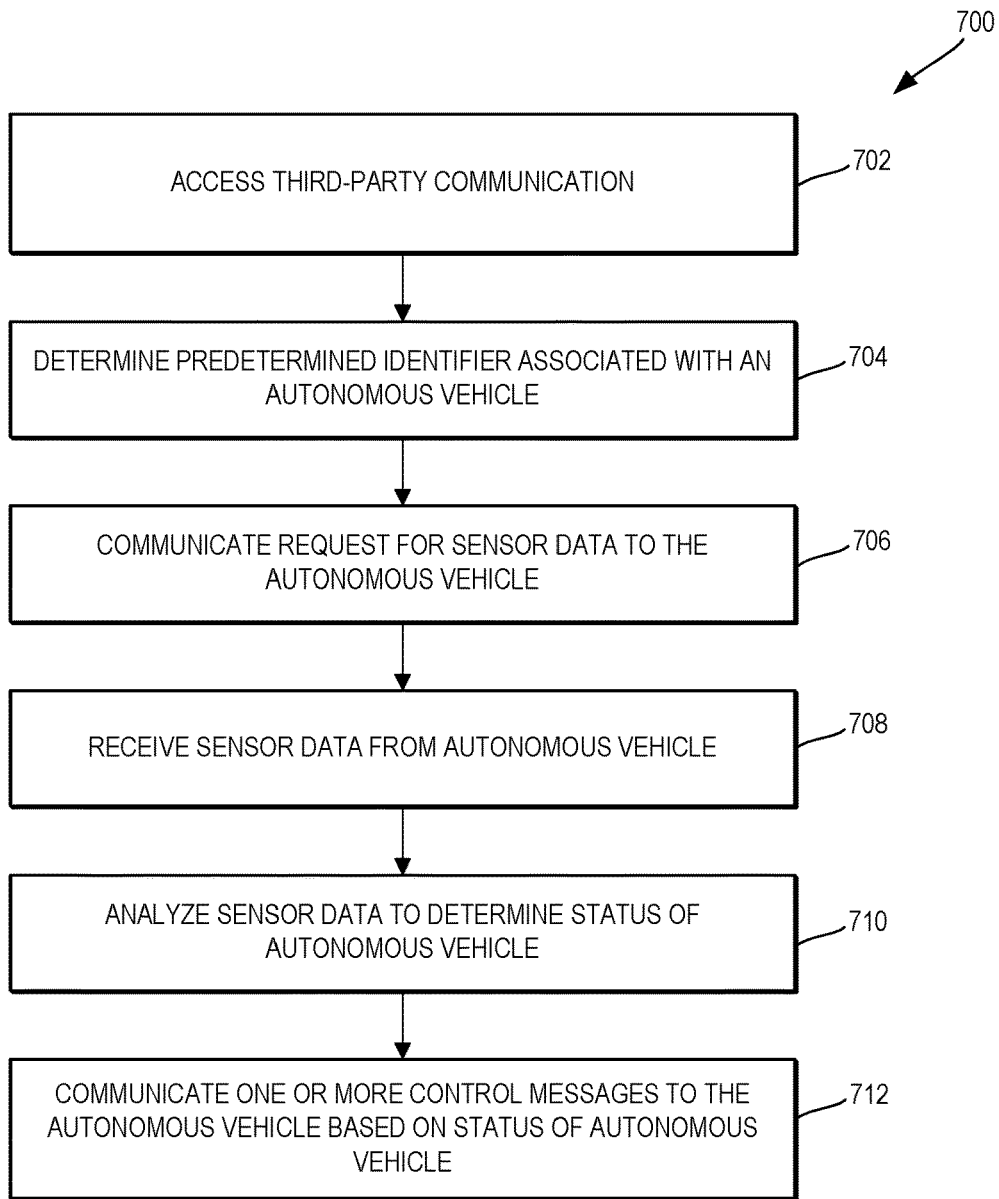 700
ACCESS THIRD-PARTY COMMUNICATION
702
DETERMINE PREDETERMINED IDENTIFIER ASSOCIATED WITH AN
AUTONOMOUS VEHICLE
704
COMMUNICATE REQUEST FOR SENSOR DATA TO THE
AUTONOMOUS VEHICLE
706
RECEIVE SENSOR DATA FROM AUTONOMOUS VEHICLE
708
ANALYZE SENSOR DATA TO DETERMINE STATUS OF
AUTONOMOUS VEHICLE
710
COMMUNICATE ONE OR MORE CONTROL MESSAGES TO THE
AUTONOMOUS VEHICLE BASED ON STATUS OF AUTONOMOUS
VEHICLE
712